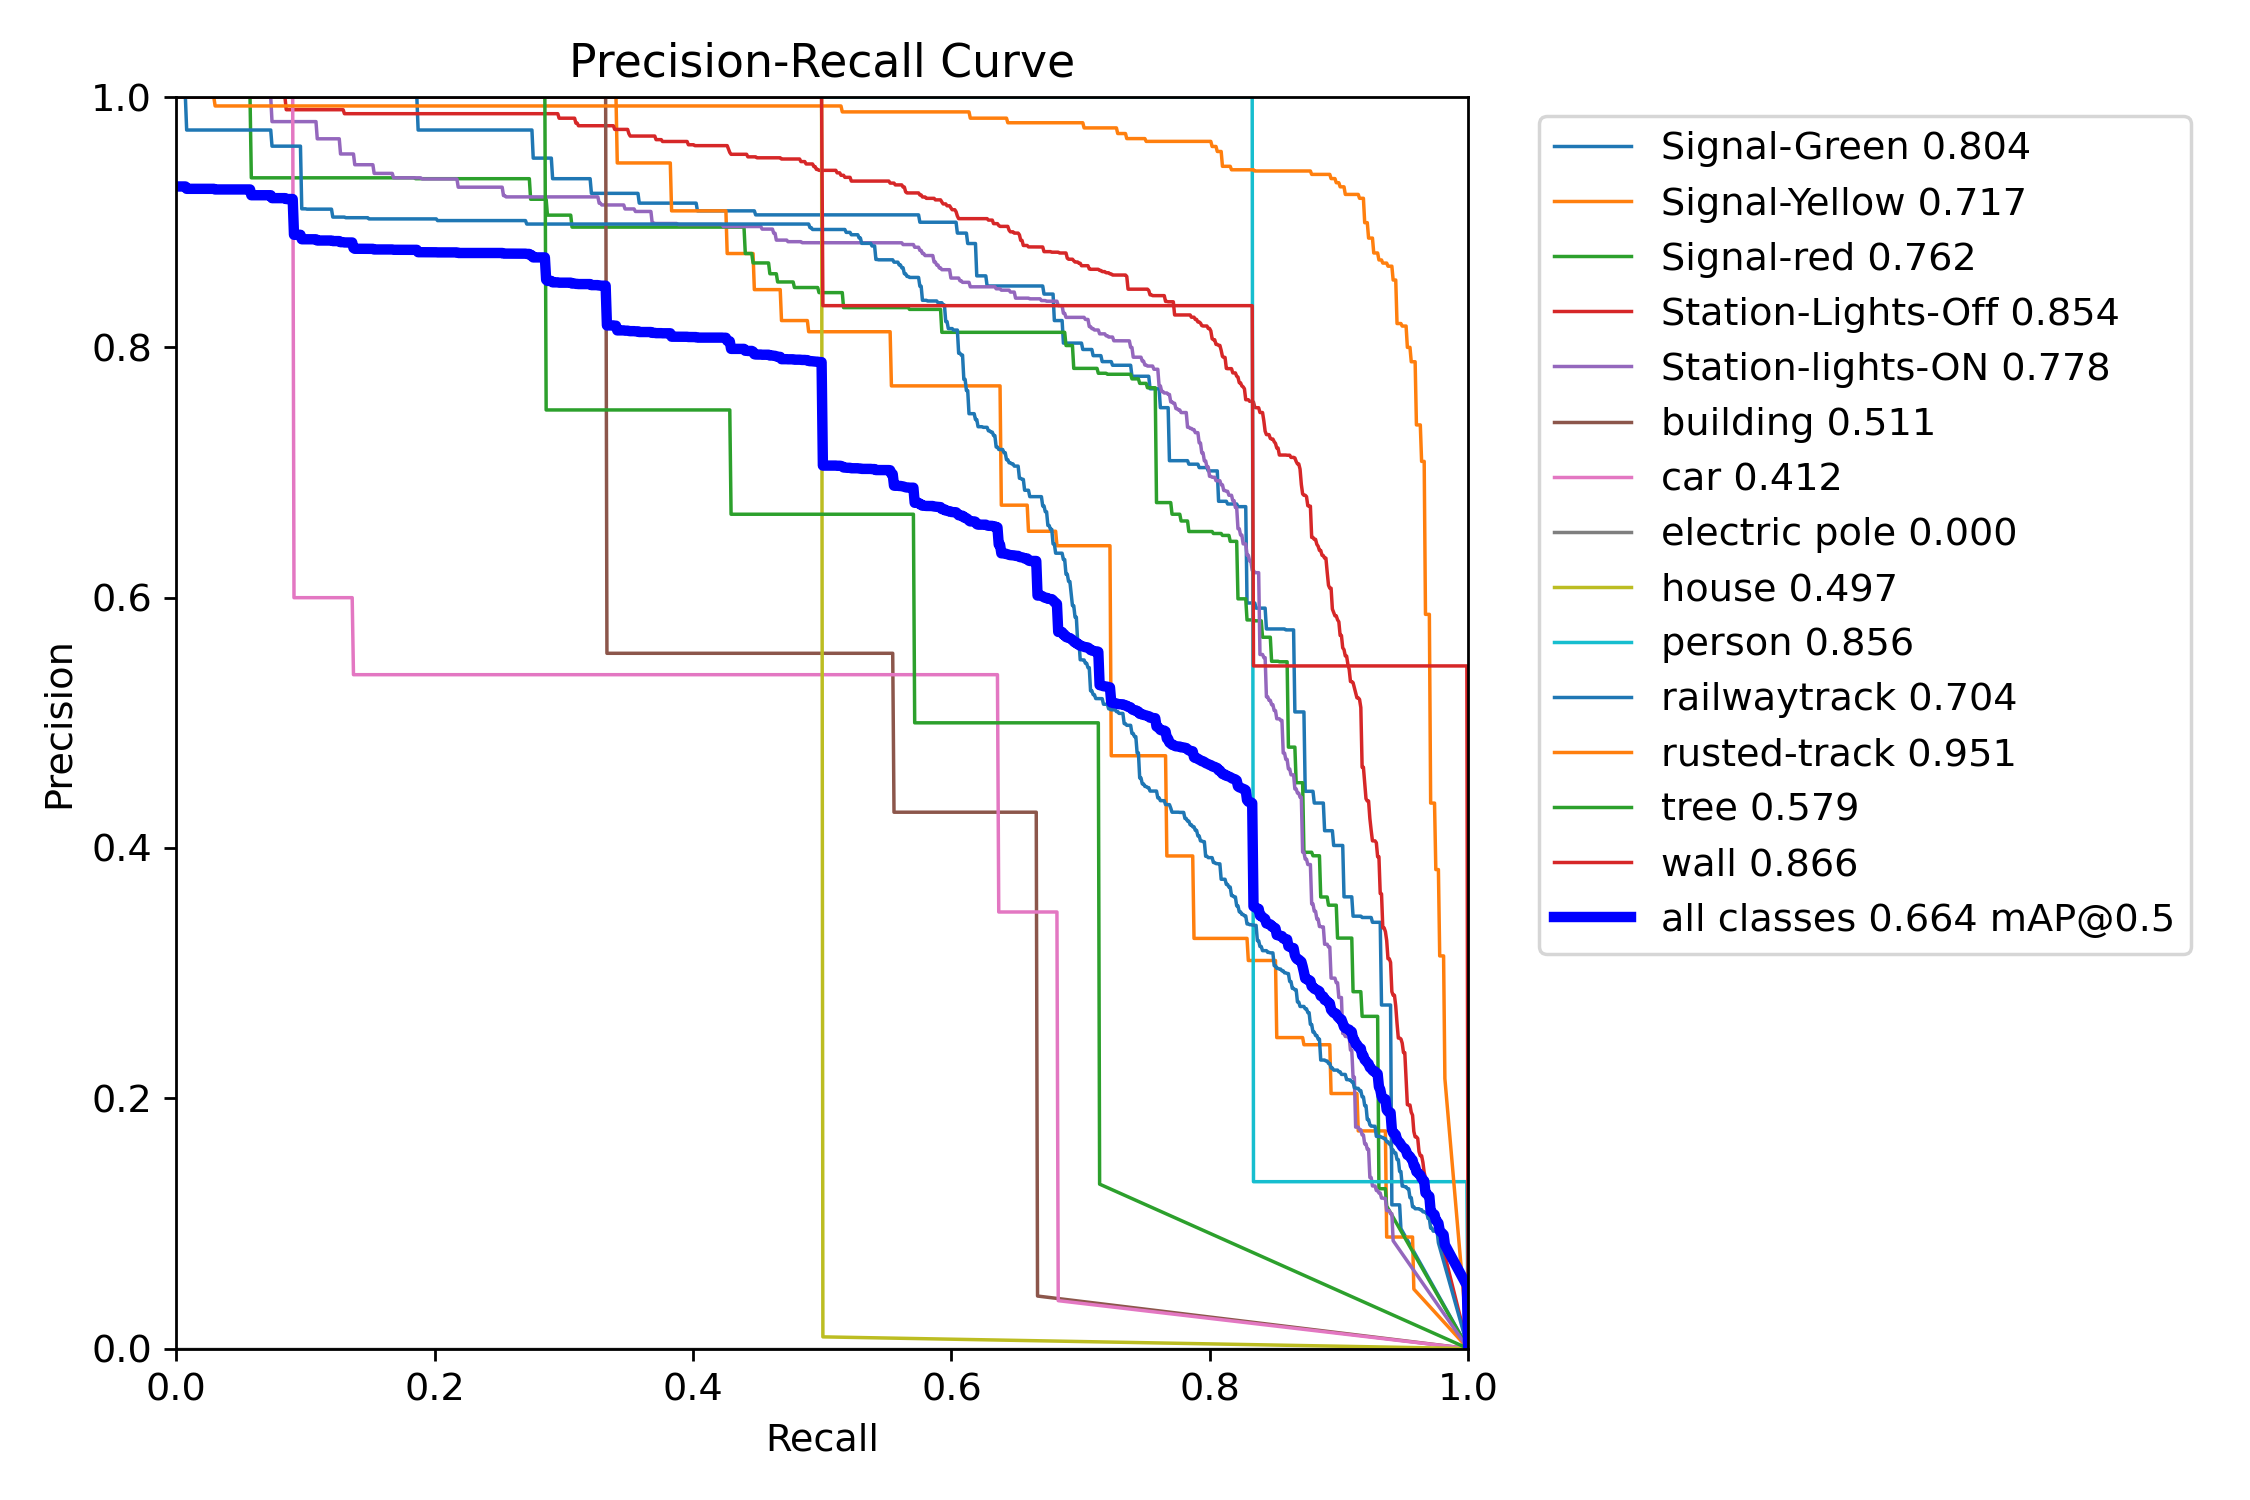 Precision-Recall Curve
1.0
0.8
0.6
0.4
0.2
0.0
Precision
0.0 0.2 0.4 0.6 0.8 1.0
Recall
Signal-Green 0.804
Signal-Yellow 0.717
Signal-red 0.762
Station-Lights-Off 0.854
Station-lights-ON 0.778
building 0.511
car 0.412
electric pole 0.000
house 0.497
person 0.856
railwaytrack 0.704
rusted-track 0.951
tree 0.579
wall 0.866
all classes 0.664 mAP@0.5